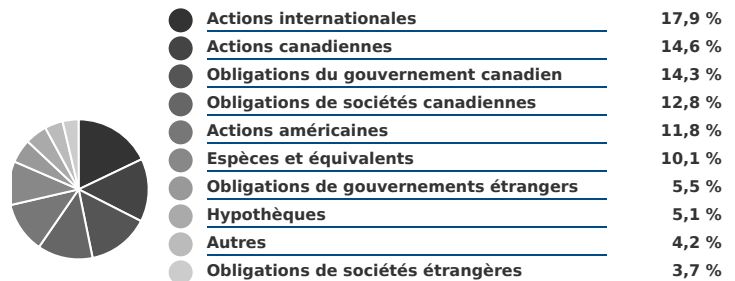 Actions internationales 17,9 %
Actions canadiennes 14,6 %
Obligations du gouvernement canadien 14,3 %
Obligations de sociétés canadiennes 12,8 %
Actions américaines 11,8 %
Espèces et équivalents 10,1 %
Obligations de gouvernements étrangers 5,5 %
Hypothèques 5,1 %
Autres 4,2 %
Obligations de sociétés étrangères 3,7 %